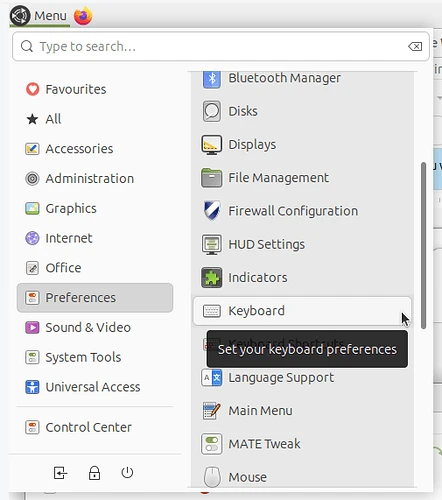 Menu
Type to search...
Favourites
All
Accessories
Administration
Graphics
Internet
Office
Preferences
Sound & Video
System Tools
Universal Access
Control Center
Bluetooth Manager
Disks
Displays
File Management
Firewall Configuration
HUD Settings
Indicators
Keyboard
Set your keyboard preferences
Language Support
Main Menu
MATE Tweak
Mouse